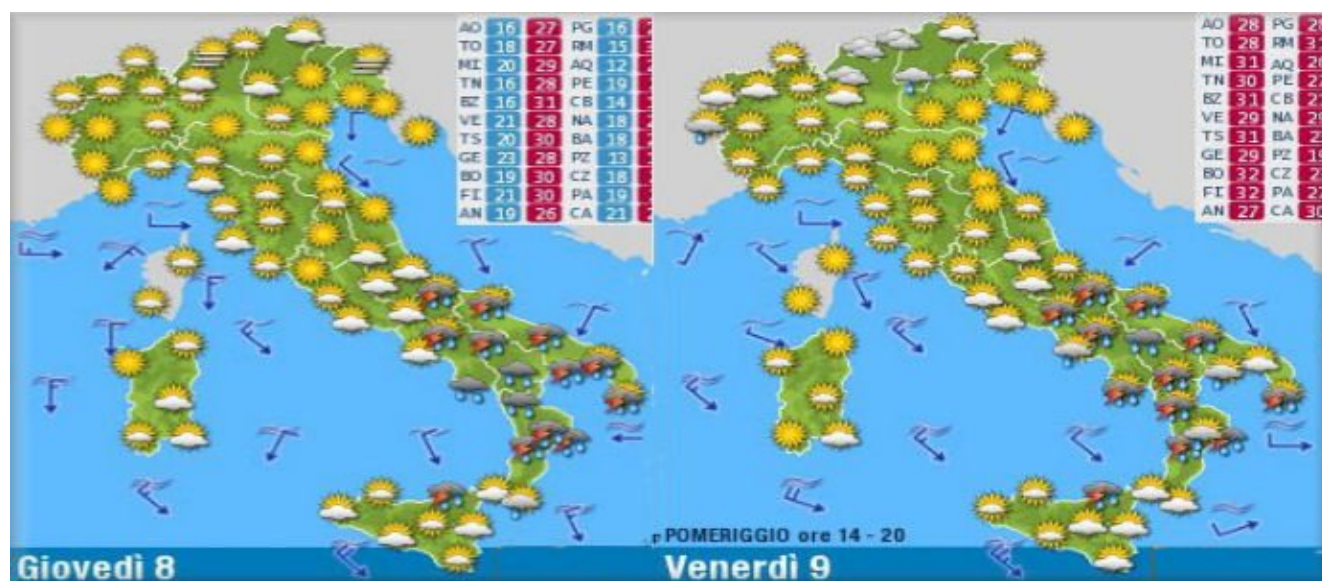 AO 16 27 PG 16
TO 18 27 RM 15
MI 20 29 AQ 12
TN 16 28 PE 19
BZ 16 31 CB 14
VE 21 28 NA 18
TS 20 30 BA 18
GE 23 28 PZ 13
BO 19 30 CZ 18
FI 21 30 PA 19
AN 19 26 CA 21
Giovedì 8
AO 28 PG
TO 28 RM
MI 31 AQ
TN 30 PE
BZ 31 CB
VE 29 NA
TS 31 BA
GE 29 PZ
BO 32 CZ
FI 32 PA
AN 27 CA 30
POMERIGGIO ore 14 - 20
Venerdì 9